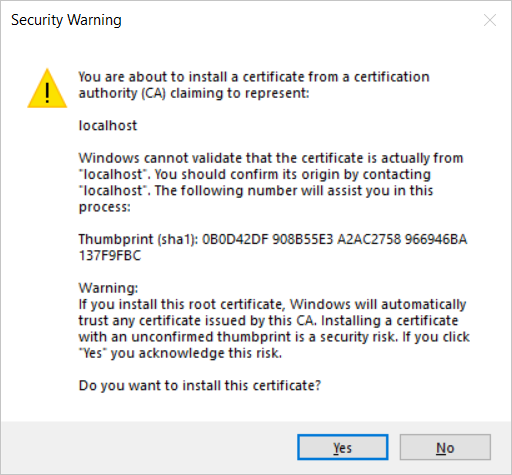 Security Warning
You are about to install a certificate from a certification
authority (CA) claiming to represent:
localhost
Windows cannot validate that the certificate is actually from
"localhost". You should confirm its origin by contacting
"localhost". The following number will assist you in this
process:
Thumbprint (sha1): 0B0D42DF 908B55E3 A2AC2758 966946BA
137F9FBC
Warning:
If you install this root certificate, Windows will automatically
trust any certificate issued by this CA. Installing a certificate
with an unconfirmed thumbprint is a security risk. If you click
"Yes" you acknowledge this risk.
Do you want to install this certificate?
Yes No